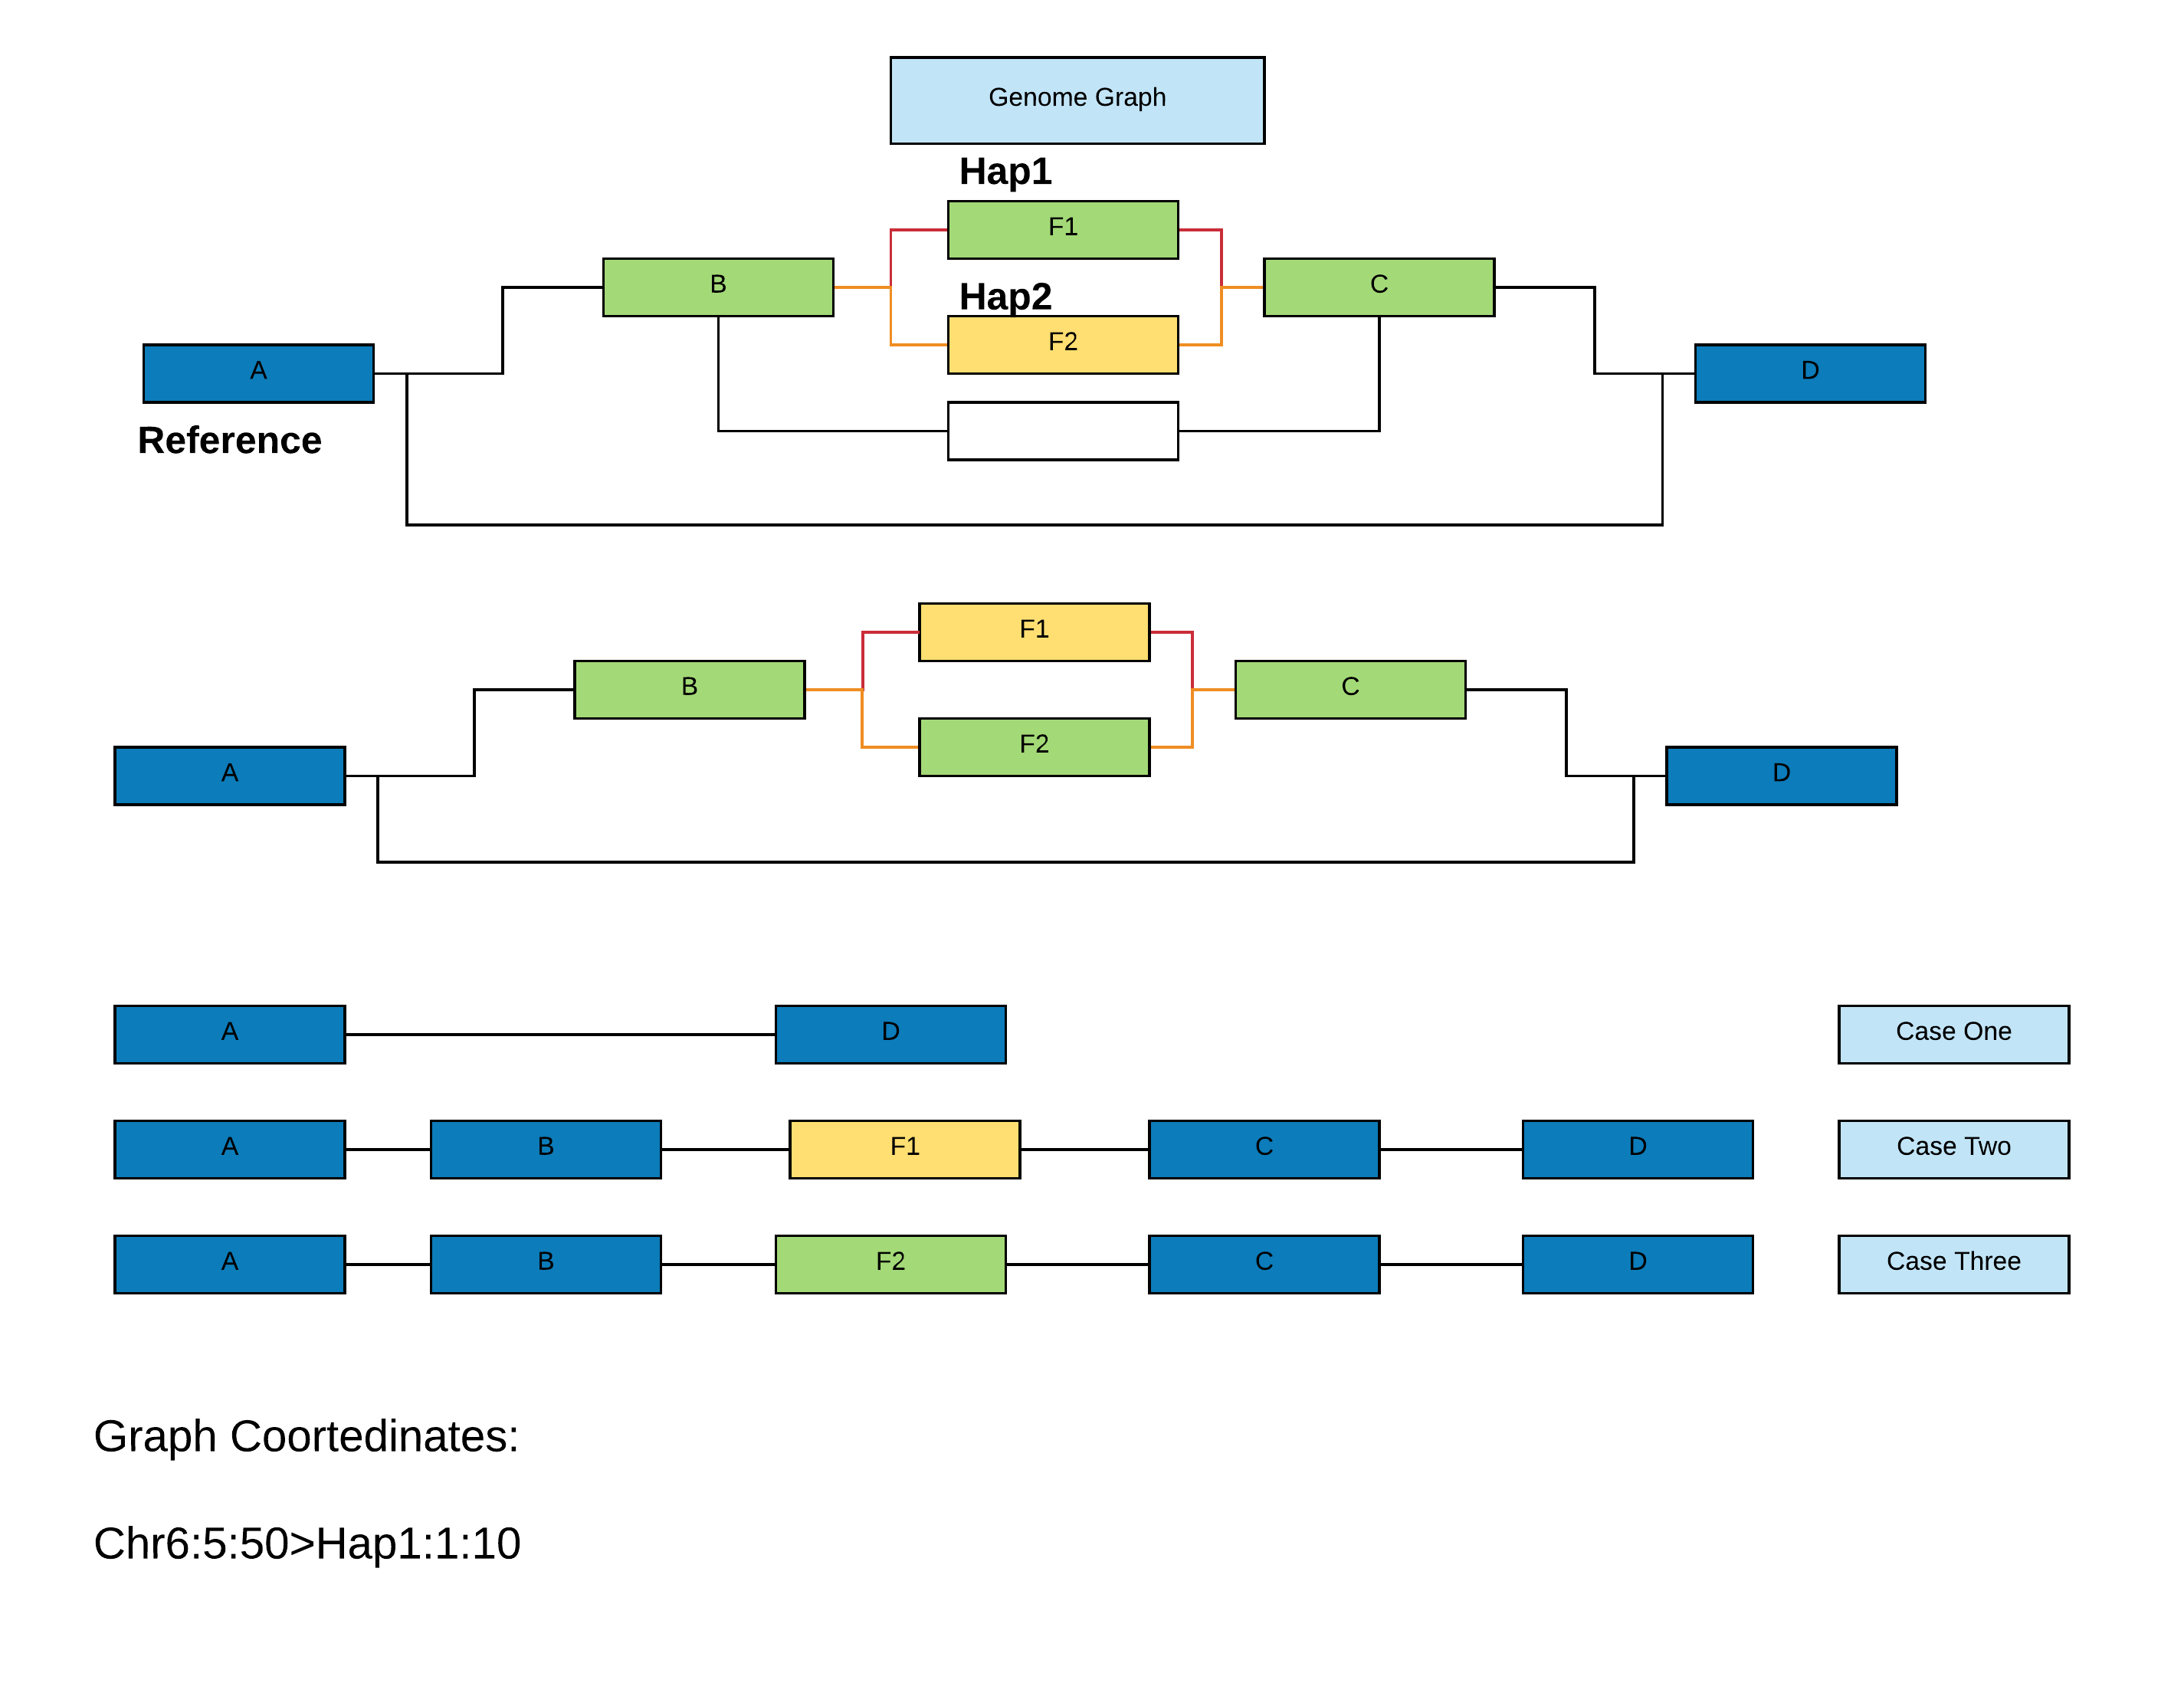 Genome Graph
Hap1
F1
B
C
Hap2
F2
A
D
Reference
F1
B
C
F2
A
D
A
D
Case One
A
B
F1
C
D
Case Two
A
B
F2
C
D
Case Three
Graph Coortedinates:
Chr6:5:50>Hap1:1:10